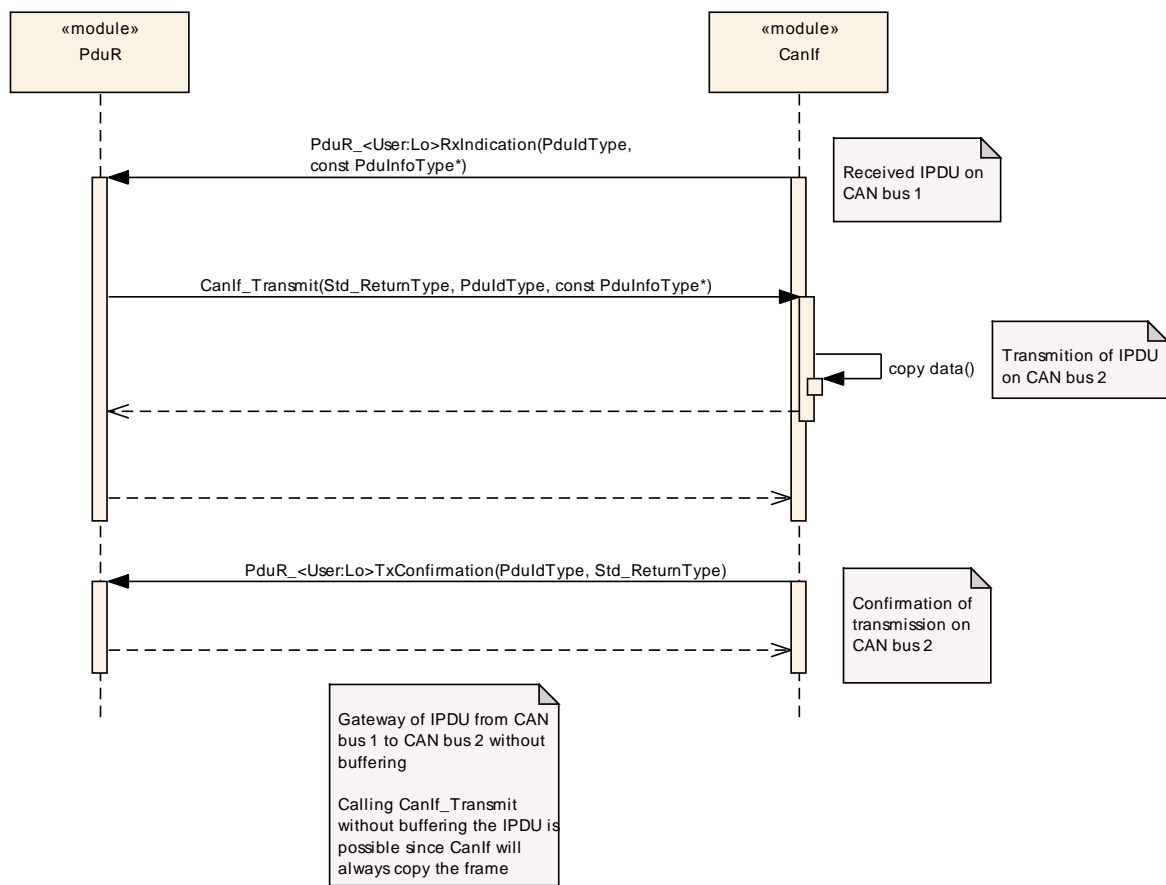 «module»
PduR
«module»
CanIf
PduR_<User:Lo>RxIndication(PduIdType,
const PduInfoType*)
Received IPDU on
CAN bus 1
CanIf_Transmit(Std_ReturnType, PduIdType, const PduInfoType*)
copy data()
Transmition of IPDU
on CAN bus 2
PduR_<User:Lo>TxConfirmation(PduIdType, Std_ReturnType)
Confirmation of
transmission on
CAN bus 2
Gateway of IPDU from CAN
bus 1 to CAN bus 2 without
buffering
Calling CanIf_Transmit
without buffering the IPDU is
possible since CanIf will
always copy the frame